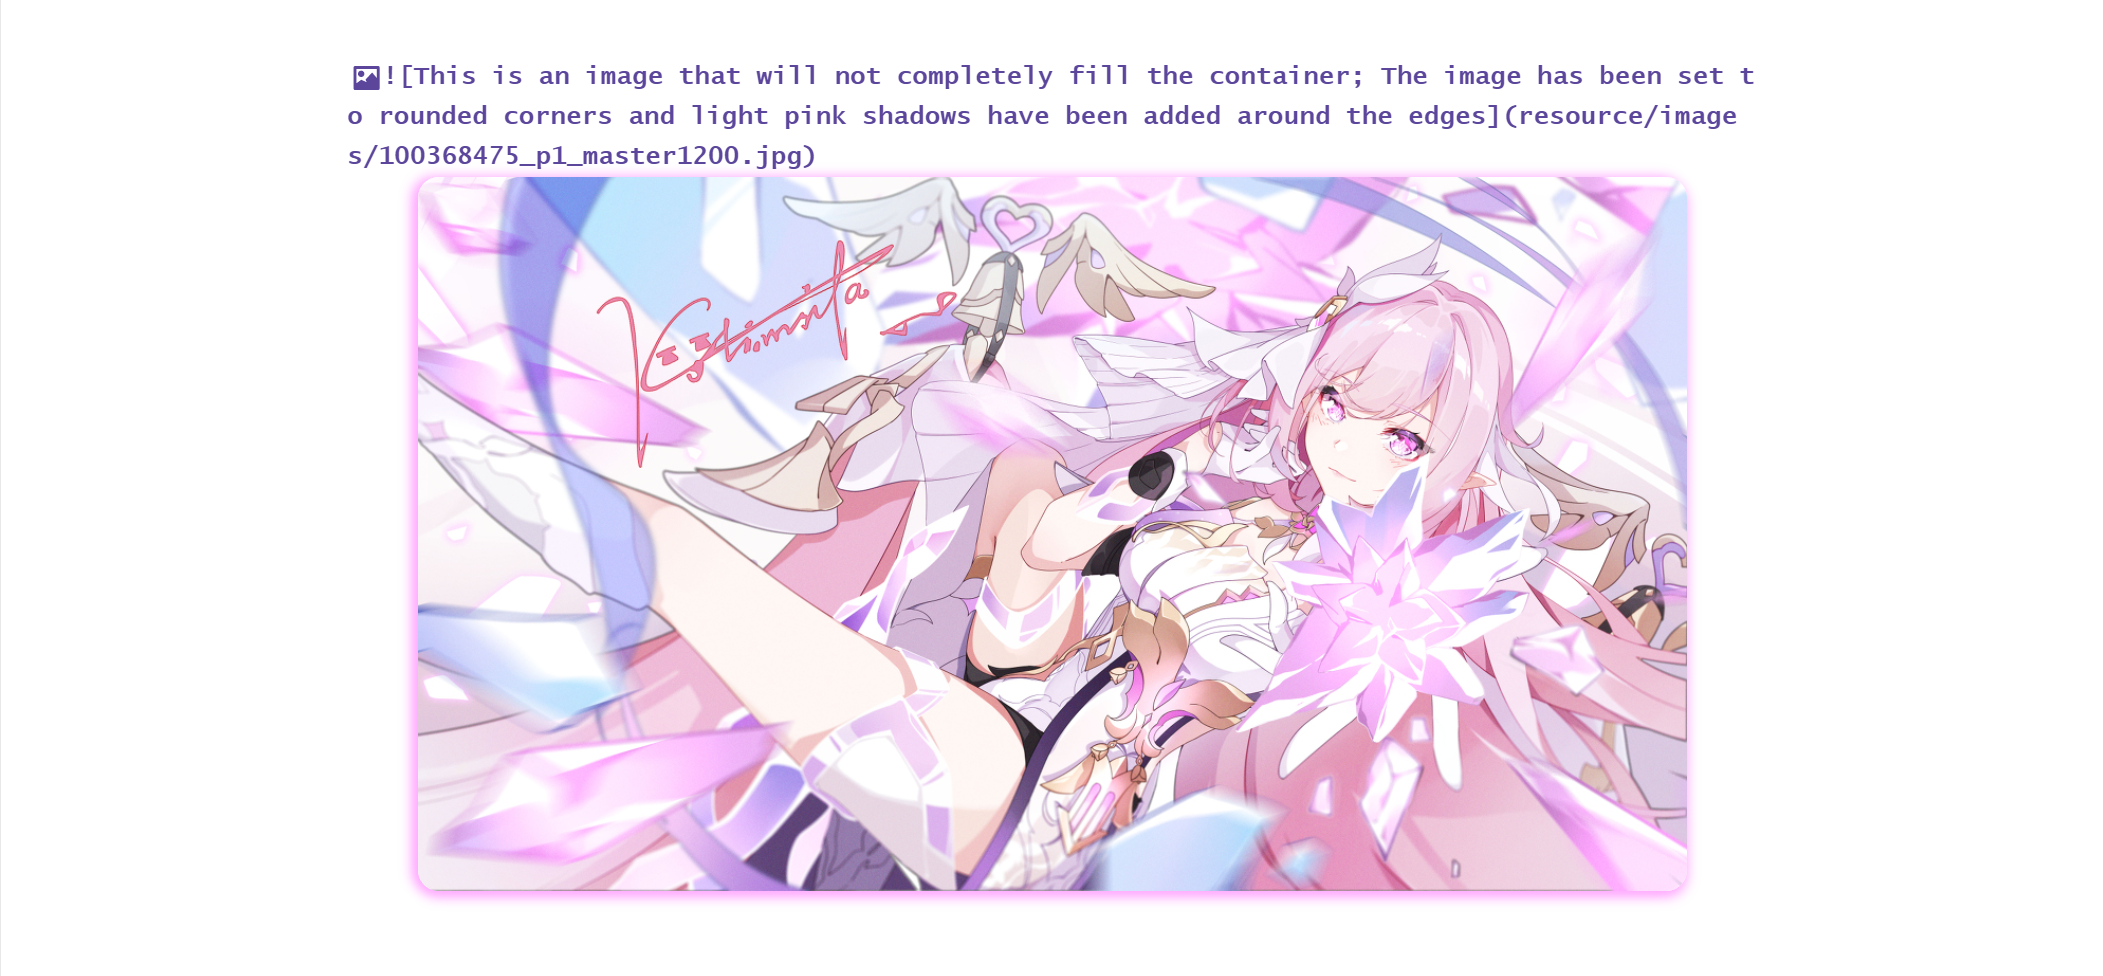 ![This is an image that will not completely fill the container; The image has been set t
o rounded corners and light pink shadows have been added around the edges](resource/image
s/100368475_p1_master1200.jpg)